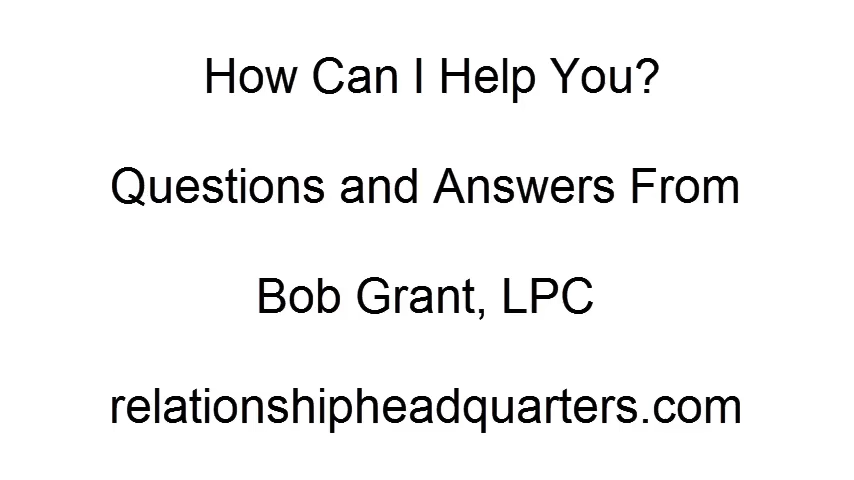 How Can I Help You?
Questions and Answers From
Bob Grant, LPC
relationshipheadquarters.com